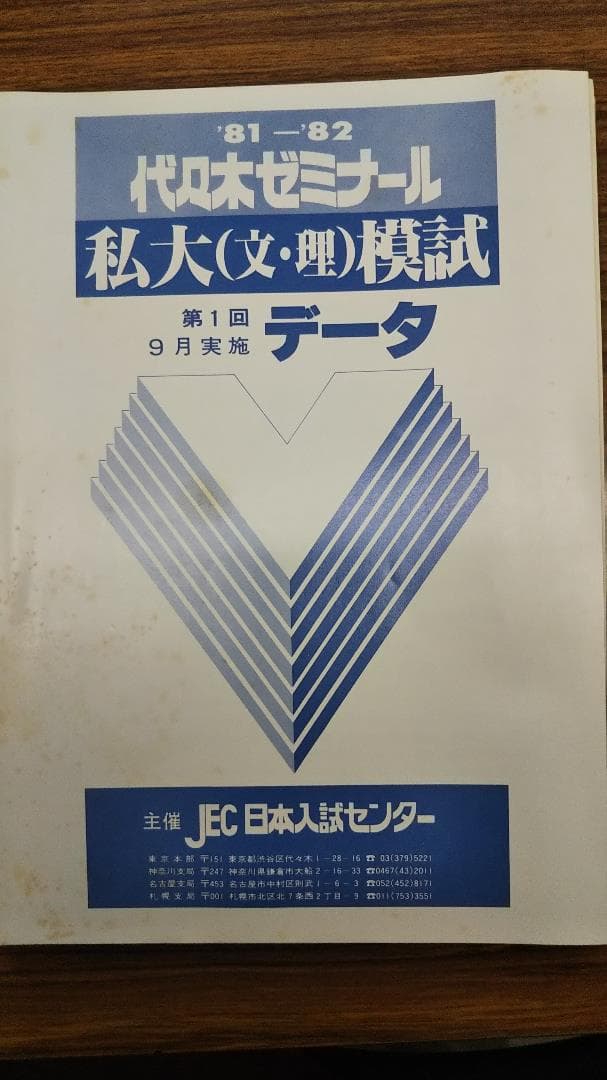 '81—'82
代々木ゼミナール
私大(文・理)模試
第1回
9月実施
データ
主催 JEC 日本入試センター
東京本部 〒151 東京都渋谷区代々木1-28-16 ☎03(379)5221
神奈川支局 〒247 神奈川県鎌倉市大船2-16-33 ☎0467(43)2011
名古屋支局 〒453 名古屋市中村区則武1-6-3 ☎052(452)8171
札幌支局 〒001 札幌市北区北7条西2丁目-9 ☎011(753)3551